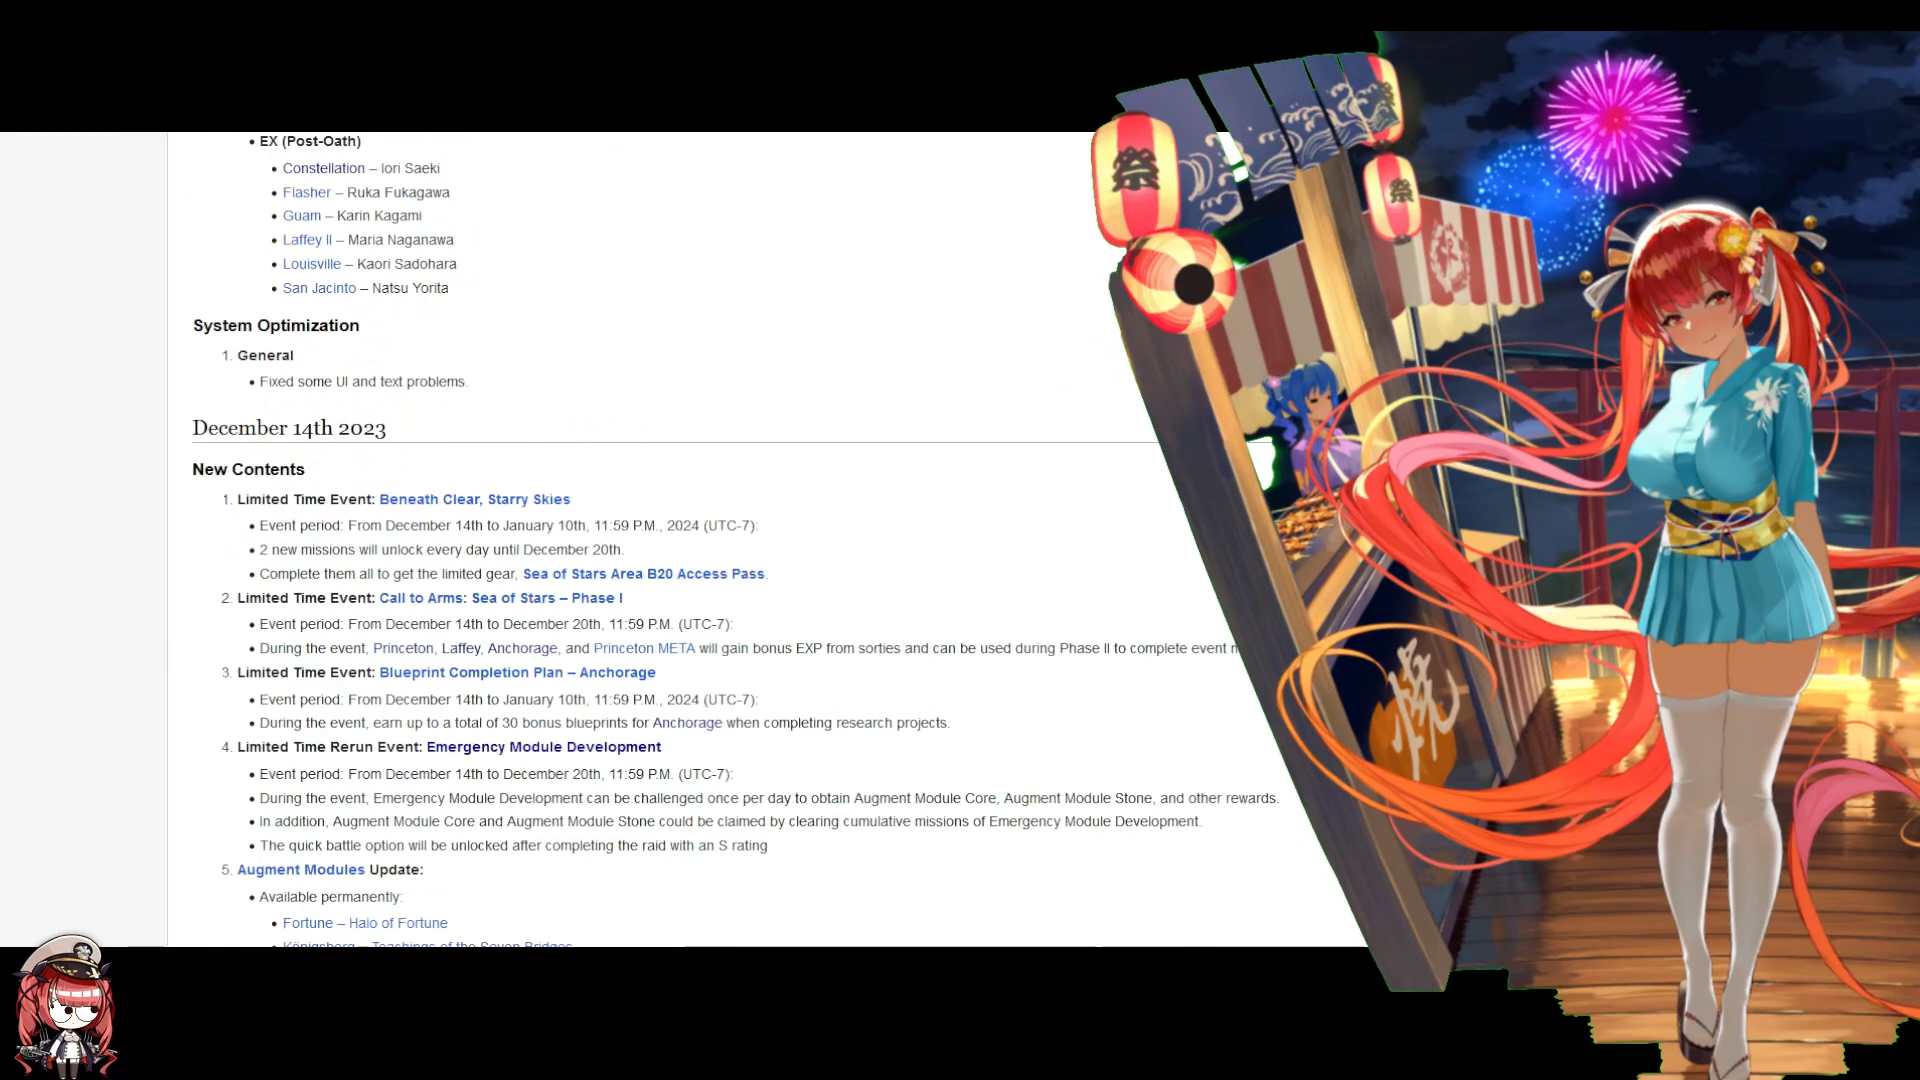 EX (Post-Oath)
Constellation – Iori Saeki
Flasher – Ruka Fukagawa
Guam – Karin Kagami
Laffey II – Maria Naganawa
Louisville – Kaori Sadohara
San Jacinto – Natsu Yorita
System Optimization
1. General
Fixed some UI and text problems.
December 14th 2023
New Contents
1. Limited Time Event: Beneath Clear, Starry Skies
Event period: From December 14th to January 10th, 11:59 P.M., 2024 (UTC-7):
2 new missions will unlock every day until December 20th.
Complete them all to get the limited gear, Sea of Stars Area B20 Access Pass.
2. Limited Time Event: Call to Arms: Sea of Stars – Phase I
Event period: From December 14th to December 20th, 11:59 P.M. (UTC-7):
During the event, Princeton, Laffey, Anchorage, and Princeton META will gain bonus EXP from sorties and can be used during Phase II to complete event
3. Limited Time Event: Blueprint Completion Plan – Anchorage
Event period: From December 14th to January 10th, 11:59 P.M., 2024 (UTC-7):
During the event, earn up to a total of 30 bonus blueprints for Anchorage when completing research projects.
4. Limited Time Rerun Event: Emergency Module Development
Event period: From December 14th to December 20th, 11:59 P.M. (UTC-7):
During the event, Emergency Module Development can be challenged once per day to obtain Augment Module Core, Augment Module Stone, and other rewards.
In addition, Augment Module Core and Augment Module Stone could be claimed by clearing cumulative missions of Emergency Module Development.
The quick battle option will be unlocked after completing the raid with an S rating
5. Augment Modules Update:
Available permanently:
Fortune – Halo of Fortune
Königsberg – Teachings of the Seven Bridges
祭
祭
祭
焼